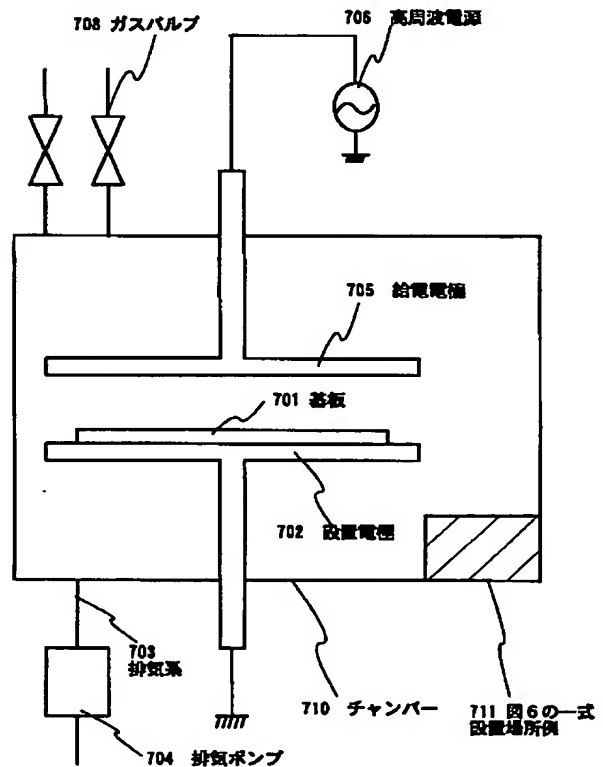 708 ガスバルブ
706 高周波電源
705 給電電極
701 基板
702 設置電極
703
排気系
704 排気ポンプ
710 チャンバー
711 図6の一式
設置場所例